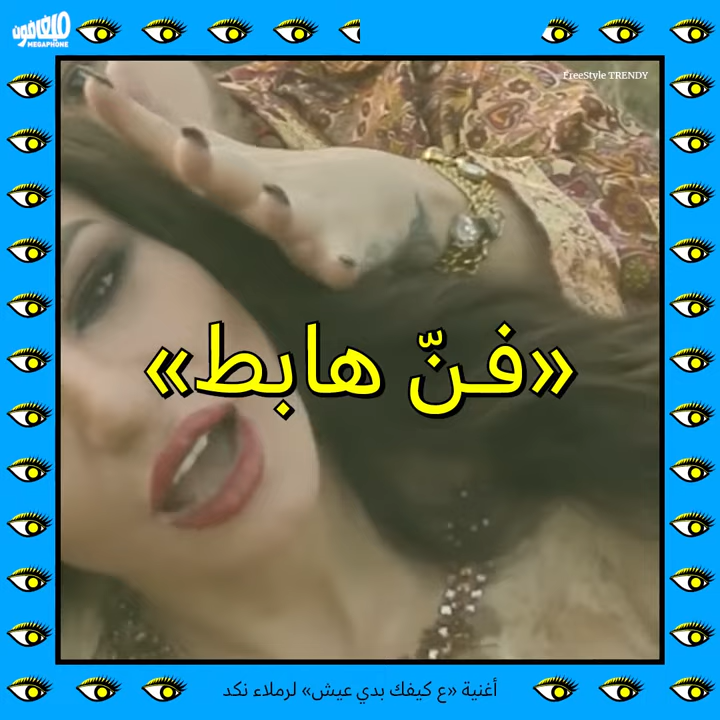 ميغافون
MEGAPHONE
FreeStyle TRENDY
«فنّ هابط»
أغنية «ع كيفك بدي عيش» لرملاء نكد